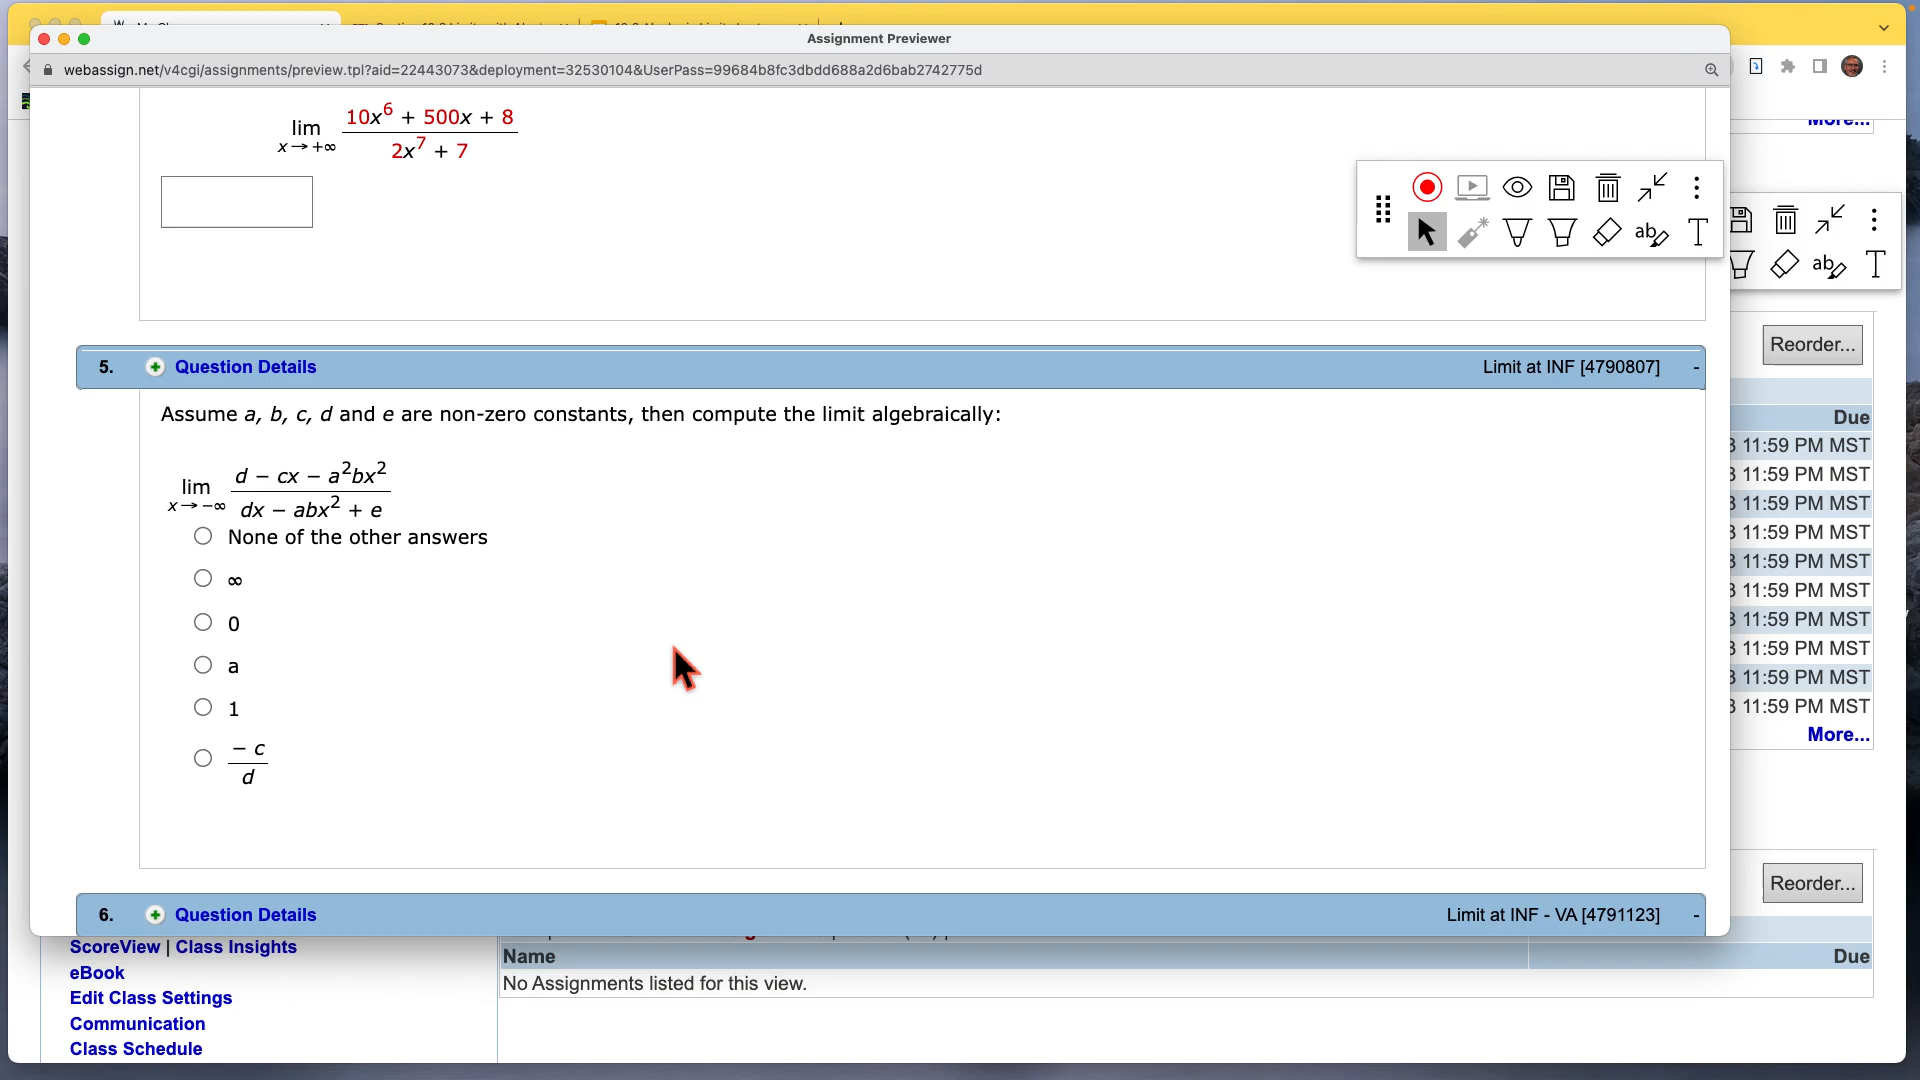 Assignment Previewer
webassign.net/v4cgi/assignments/preview.tpl?aid=22443073&deployment=32530104&UserPass=99684b8fc3dbdd688a2d6bab2742775d
lim x→+∞ (10x⁶ + 500x + 8) / (2x⁷ + 7)
More...
ab T
ab T
Reorder...
5. Question Details Limit at INF [4790807] -
Assume a, b, c, d and e are non-zero constants, then compute the limit algebraically:
lim x→−∞ (d − cx − a²bx²) / (dx − abx² + e)
None of the other answers
∞
0
a
1
− c / d
Due
11:59 PM MST
11:59 PM MST
11:59 PM MST
11:59 PM MST
11:59 PM MST
11:59 PM MST
11:59 PM MST
11:59 PM MST
11:59 PM MST
11:59 PM MST
More...
Reorder...
6. Question Details Limit at INF - VA [4791123] -
ScoreView | Class Insights
eBook
Edit Class Settings
Communication
Class Schedule
Name Due
No Assignments listed for this view.